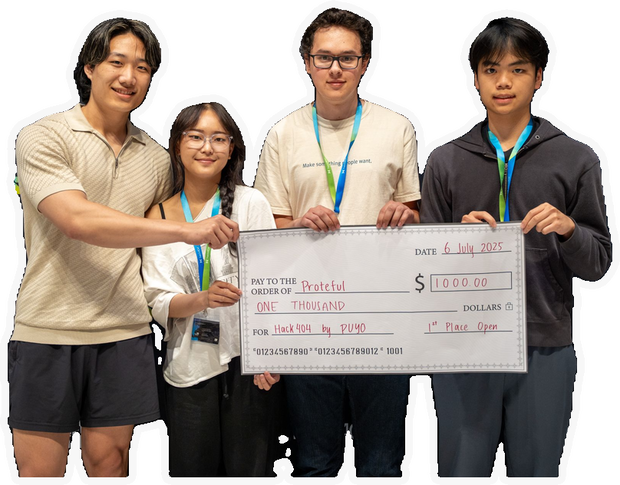 Make something people want.
DATE 6 July 2025
PAY TO THE
ORDER OF Proteful $ 1000.00
ONE THOUSAND DOLLARS
FOR Hack404 by PUYO 1st Place Open
"01234567890" "0123456789012" 1001